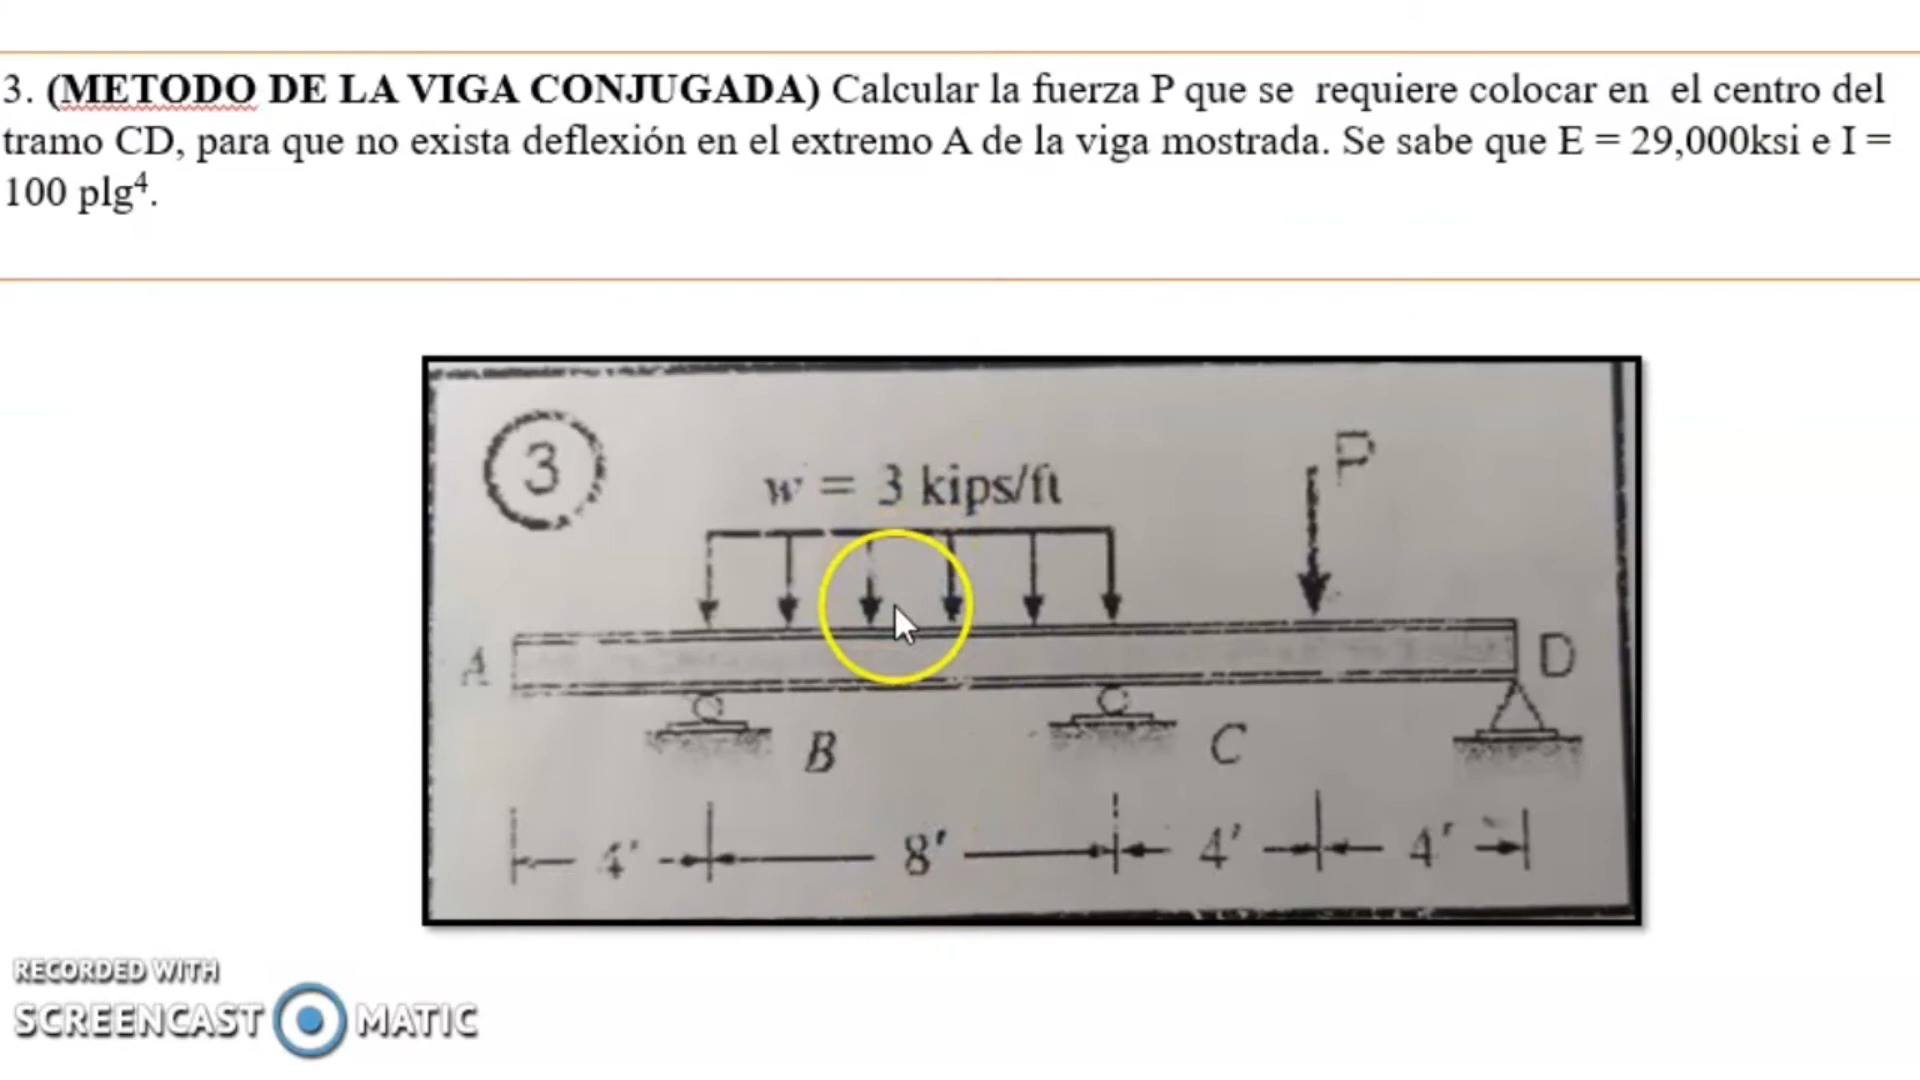 3. (METODO DE LA VIGA CONJUGADA) Calcular la fuerza P que se requiere colocar en el centro del
tramo CD, para que no exista deflexión en el extremo A de la viga mostrada. Se sabe que E = 29,000ksi e I =
100 plg⁴.
3
P
w = 3 kips/ft
A
D
B
C
4' 8' 4' 4'
RECORDED WITH
SCREENCAST MATIC